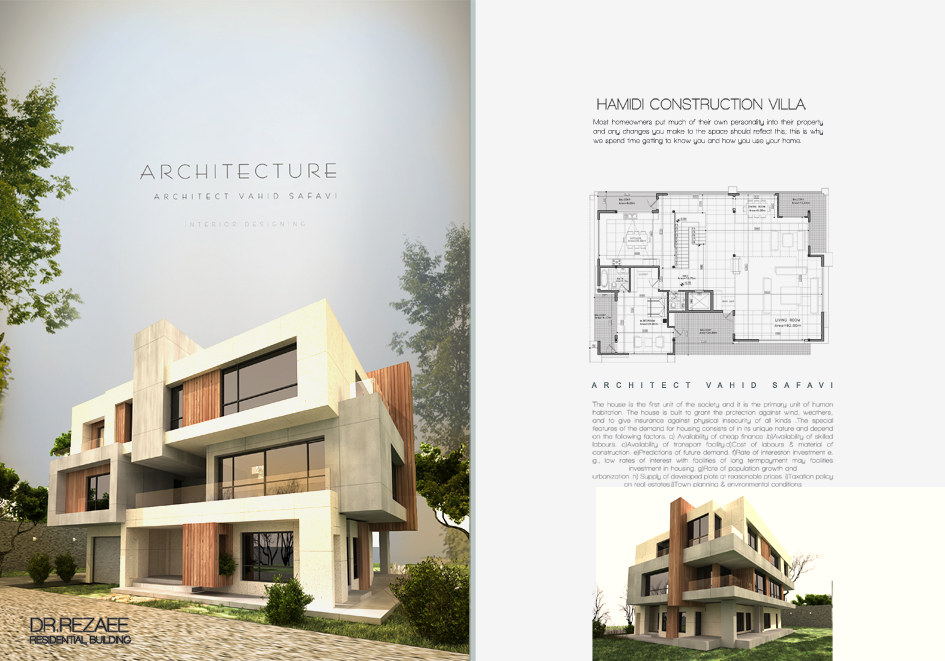 ARCHITECTURE
ARCHITECT VAHID SAFAVI
INTERIOR DESIGNING
DR.REZAEE
RESIDENTIAL BUILDING
HAMIDI CONSTRUCTION VILLA
Most homeowners put much of their own personality into their property
and any changes you make to the space should reflect this, this is why
we spend time getting to know you and how you use your home.
LIVING ROOM
ARCHITECT VAHID SAFAVI
The house is the first unit of the society and it is the primary unit of human
habitation. The house is built to grant the protection against wind, weathers,
and to give insurance against physical insecurity of all kinds .The special
features of the demand for housing consists of in its unique nature and depend
on the following factors. a) Availability of cheap finance .b)Availability of skilled
labours. c)Availability of transport facility.d)Cost of labours & material of
construction. e)Predictions of future demand. f)Rate of intereston investment e.
g., low rates of interest with facilities of long termpayment may facilities
investment in housing. g)Rate of population growth and
urbanization .h) Supply of developed plots at reasonable prices. i)Taxation policy
on real estates.j)Town planning & environmental conditions